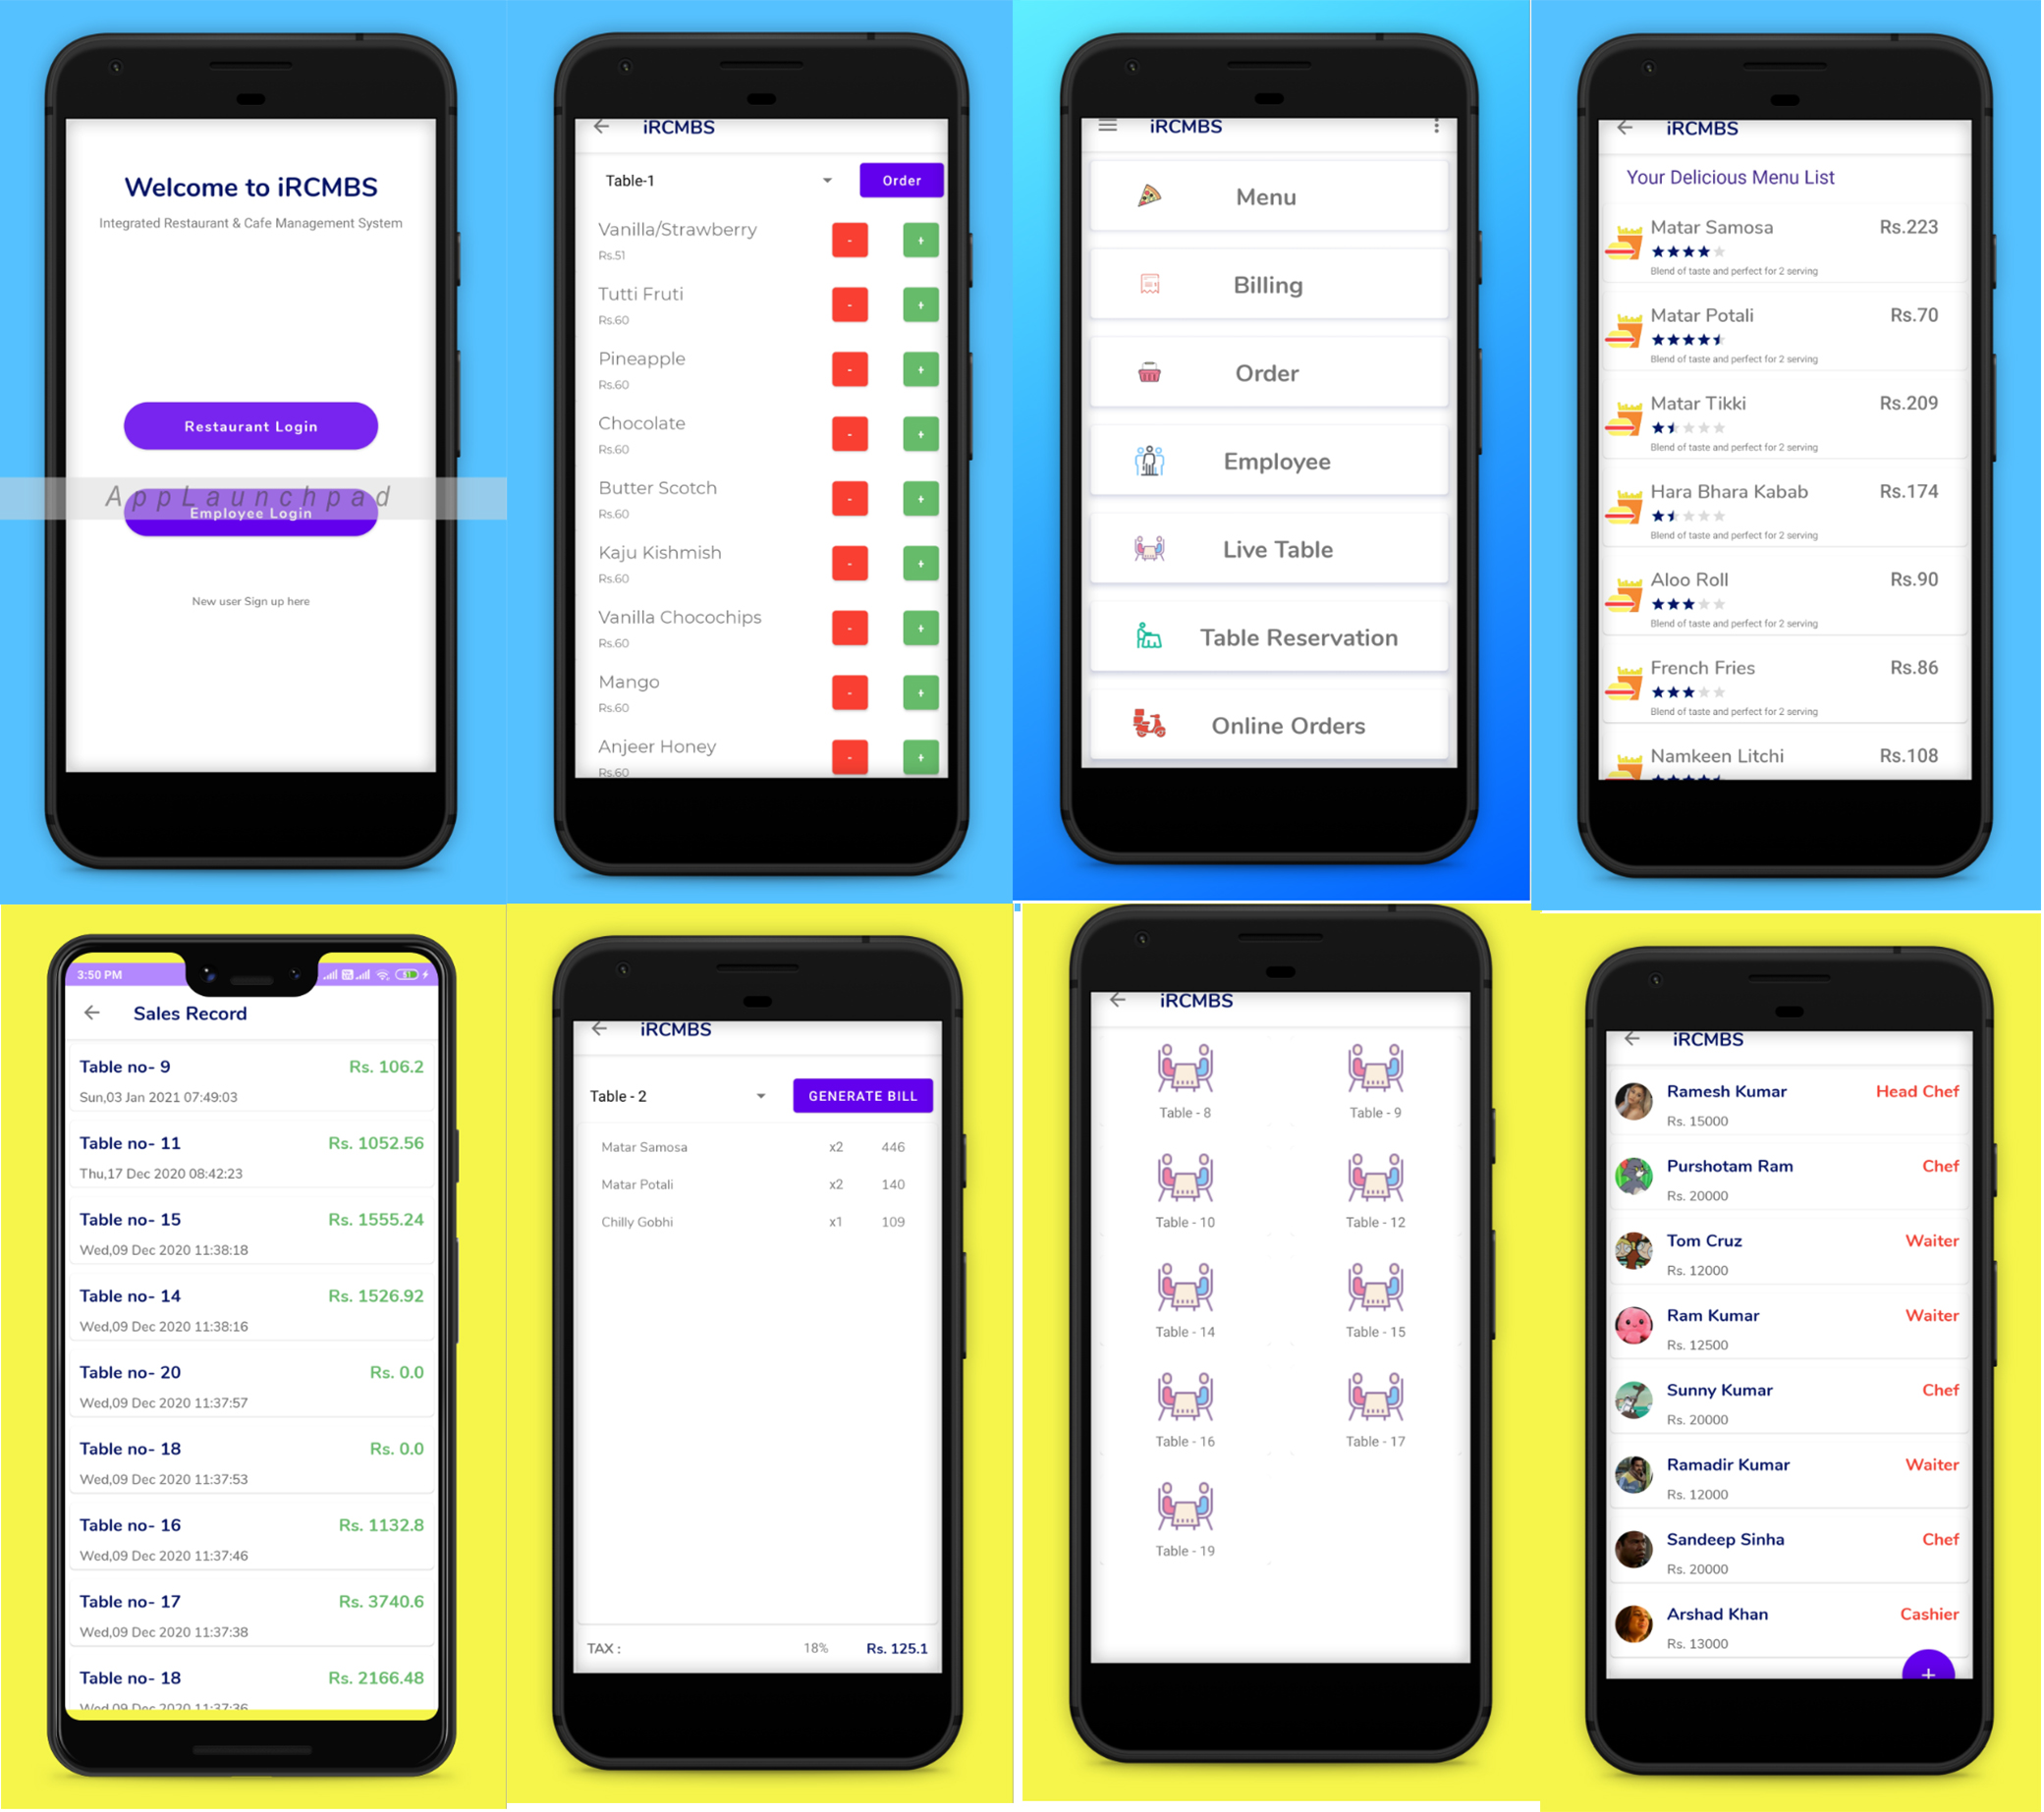 Welcome to iRCMBS
Integrated Restaurant & Cafe Management System
Restaurant Login
AppLaunchpad
Employee Login
New user Sign up here
iRCMBS
Table-1
Order
Vanilla/Strawberry
Rs.51
-
+
Tutti Fruti
Rs.60
-
+
Pineapple
Rs.60
-
+
Chocolate
Rs.60
-
+
Butter Scotch
Rs.60
-
+
Kaju Kishmish
Rs.60
-
+
Vanilla Chocochips
Rs.60
-
+
Mango
Rs.60
-
+
Anjeer Honey
Rs.60
-
+
iRCMBS
Menu
Billing
Order
Employee
Live Table
Table Reservation
Online Orders
iRCMBS
Your Delicious Menu List
Matar Samosa Rs.223
Blend of taste and perfect for 2 serving
Matar Potali Rs.70
Blend of taste and perfect for 2 serving
Matar Tikki Rs.209
Blend of taste and perfect for 2 serving
Hara Bhara Kabab Rs.174
Blend of taste and perfect for 2 serving
Aloo Roll Rs.90
Blend of taste and perfect for 2 serving
French Fries Rs.86
Blend of taste and perfect for 2 serving
Namkeen Litchi Rs.108
3:50 PM
51
Sales Record
Table no- 9 Rs. 106.2
Sun,03 Jan 2021 07:49:03
Table no- 11 Rs. 1052.56
Thu,17 Dec 2020 08:42:23
Table no- 15 Rs. 1555.24
Wed,09 Dec 2020 11:38:18
Table no- 14 Rs. 1526.92
Wed,09 Dec 2020 11:38:16
Table no- 20 Rs. 0.0
Wed,09 Dec 2020 11:37:57
Table no- 18 Rs. 0.0
Wed,09 Dec 2020 11:37:53
Table no- 16 Rs. 1132.8
Wed,09 Dec 2020 11:37:46
Table no- 17 Rs. 3740.6
Wed,09 Dec 2020 11:37:38
Table no- 18 Rs. 2166.48
Wed,09 Dec 2020 11:37:36
iRCMBS
Table - 2
GENERATE BILL
Matar Samosa x2 446
Matar Potali x2 140
Chilly Gobhi x1 109
TAX : 18% Rs. 125.1
iRCMBS
Table - 8 Table - 9
Table - 10 Table - 12
Table - 14 Table - 15
Table - 16 Table - 17
Table - 19
iRCMBS
Ramesh Kumar Head Chef
Rs. 15000
Purshotam Ram Chef
Rs. 20000
Tom Cruz Waiter
Rs. 12000
Ram Kumar Waiter
Rs. 12500
Sunny Kumar Chef
Rs. 20000
Ramadir Kumar Waiter
Rs. 12000
Sandeep Sinha Chef
Rs. 20000
Arshad Khan Cashier
Rs. 13000
+